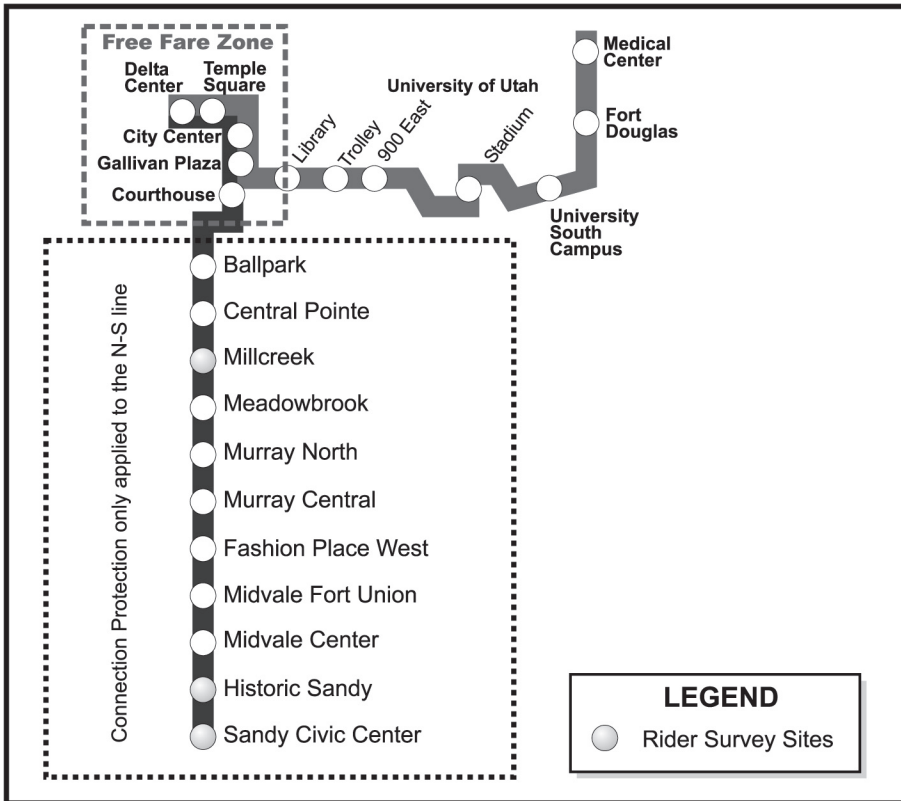 Free Fare Zone
Delta
Center
Temple
Square
City Center
Gallivan Plaza
Courthouse
Library
Trolley
900 East
University of Utah
Stadium
University
South
Campus
Fort
Douglas
Medical
Center
Connection Protection only applied to the N-S line
Ballpark
Central Pointe
Millcreek
Meadowbrook
Murray North
Murray Central
Fashion Place West
Midvale Fort Union
Midvale Center
Historic Sandy
Sandy Civic Center
LEGEND
Rider Survey Sites